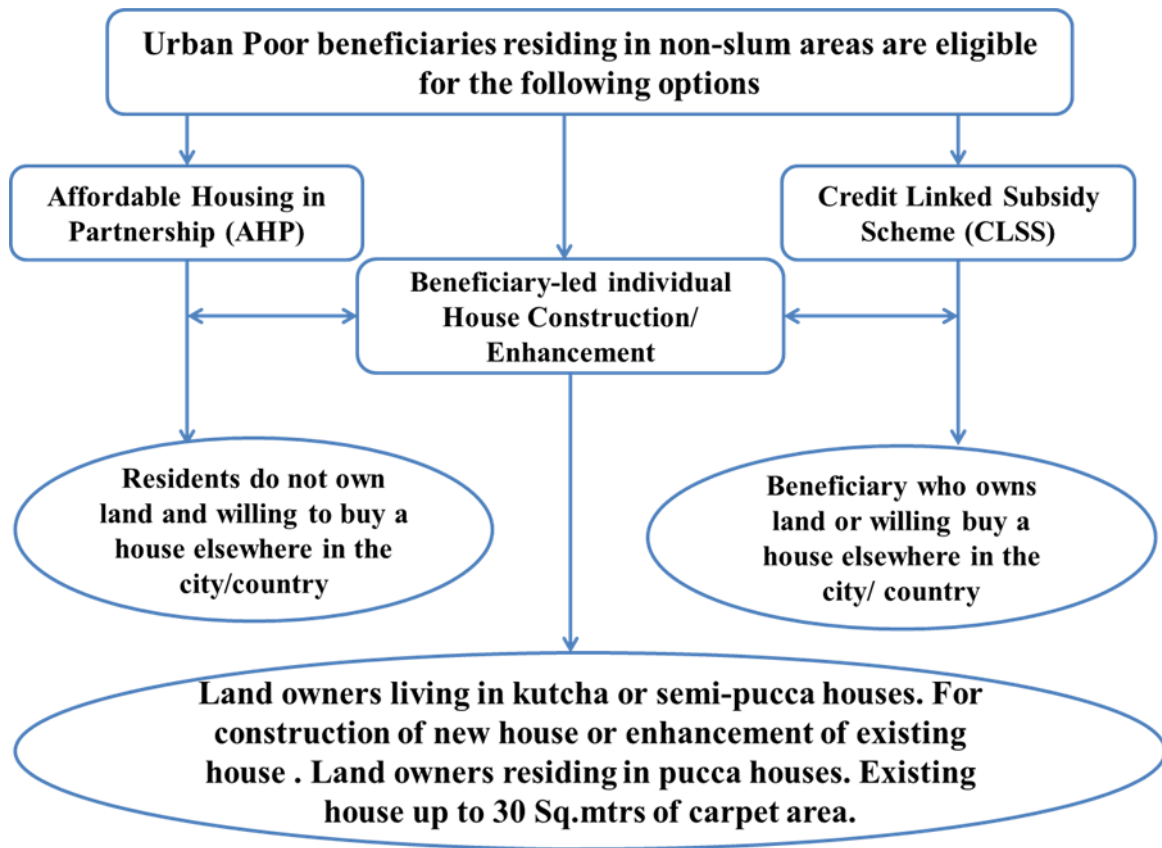 Urban Poor beneficiaries residing in non-slum areas are eligible
for the following options
Affordable Housing in
Partnership (AHP)
Credit Linked Subsidy
Scheme (CLSS)
Beneficiary-led individual
House Construction/
Enhancement
Residents do not own
land and willing to buy a
house elsewhere in the
city/country
Beneficiary who owns
land or willing buy a
house elsewhere in the
city/ country
Land owners living in kutcha or semi-pucca houses. For
construction of new house or enhancement of existing
house . Land owners residing in pucca houses. Existing
house up to 30 Sq.mtrs of carpet area.